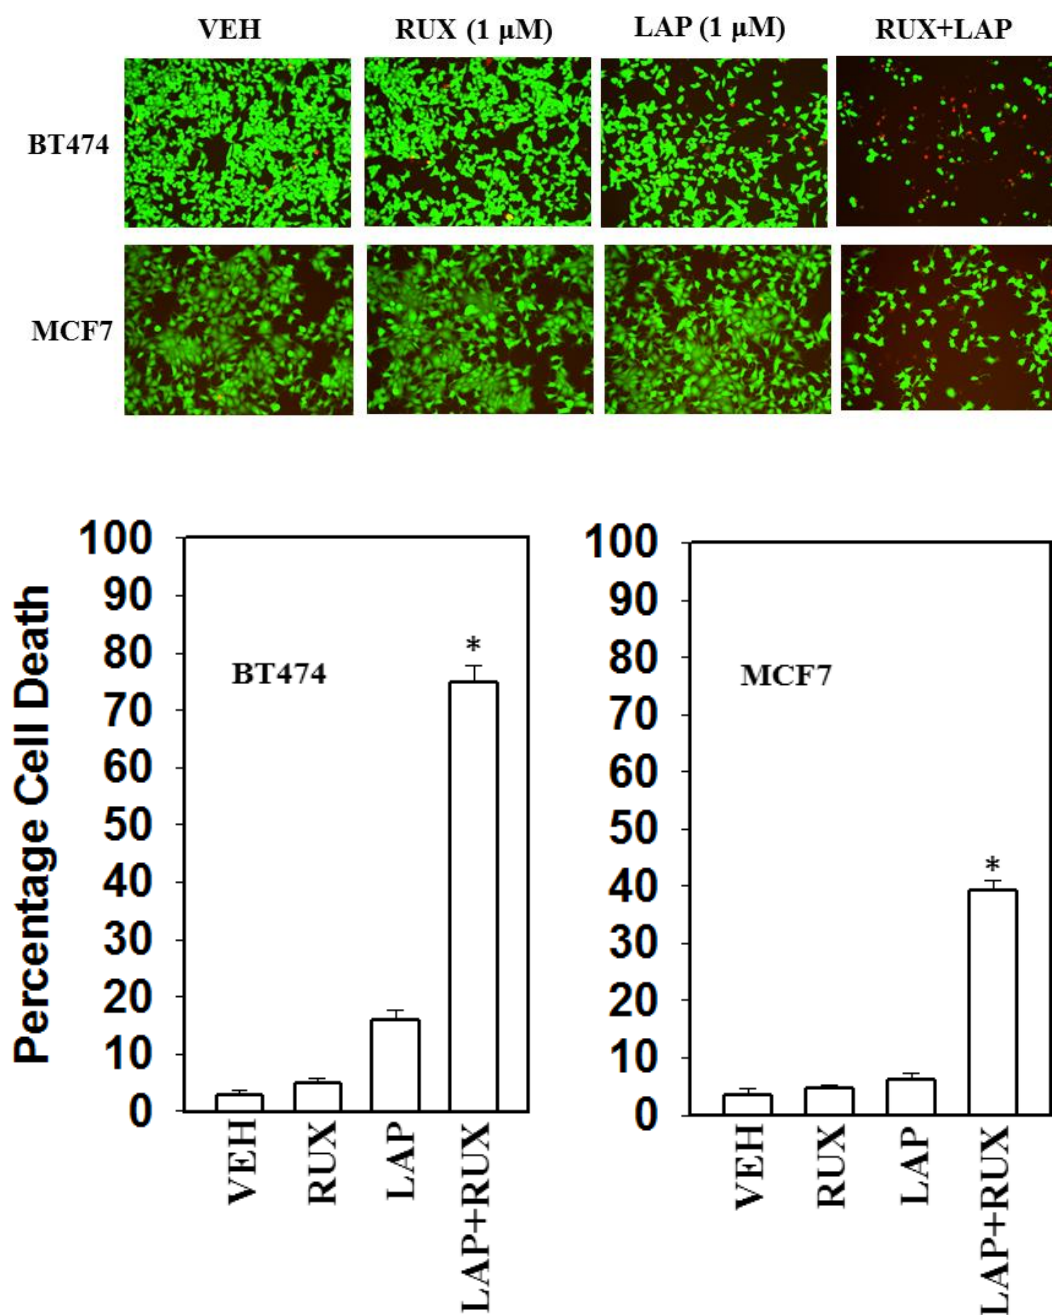 VEH RUX (1 µM) LAP (1 µM) RUX+LAP
BT474
MCF7
Percentage Cell Death
100
90
80
70
60
50
40
30
20
10
0
BT474
*
VEH
RUX
LAP
LAP+RUX
100
90
80
70
60
50
40
30
20
10
0
MCF7
*
VEH
RUX
LAP
LAP+RUX